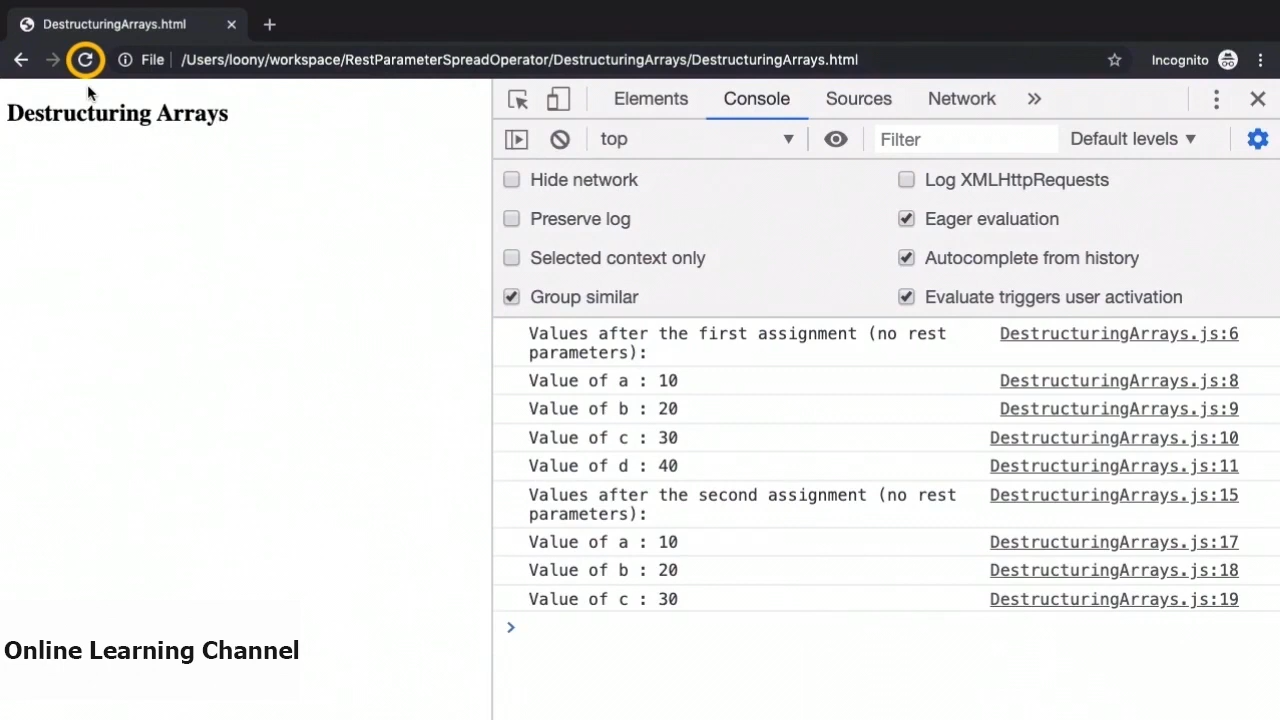 DestructuringArrays.html
File /Users/loony/workspace/RestParameterSpreadOperator/DestructuringArrays/DestructuringArrays.html
Incognito
Destructuring Arrays
Elements Console Sources Network
top Filter Default levels
Hide network Log XMLHttpRequests
Preserve log Eager evaluation
Selected context only Autocomplete from history
Group similar Evaluate triggers user activation
Values after the first assignment (no rest DestructuringArrays.js:6
parameters):
Value of a : 10 DestructuringArrays.js:8
Value of b : 20 DestructuringArrays.js:9
Value of c : 30 DestructuringArrays.js:10
Value of d : 40 DestructuringArrays.js:11
Values after the second assignment (no rest DestructuringArrays.js:15
parameters):
Value of a : 10 DestructuringArrays.js:17
Value of b : 20 DestructuringArrays.js:18
Value of c : 30 DestructuringArrays.js:19
Online Learning Channel